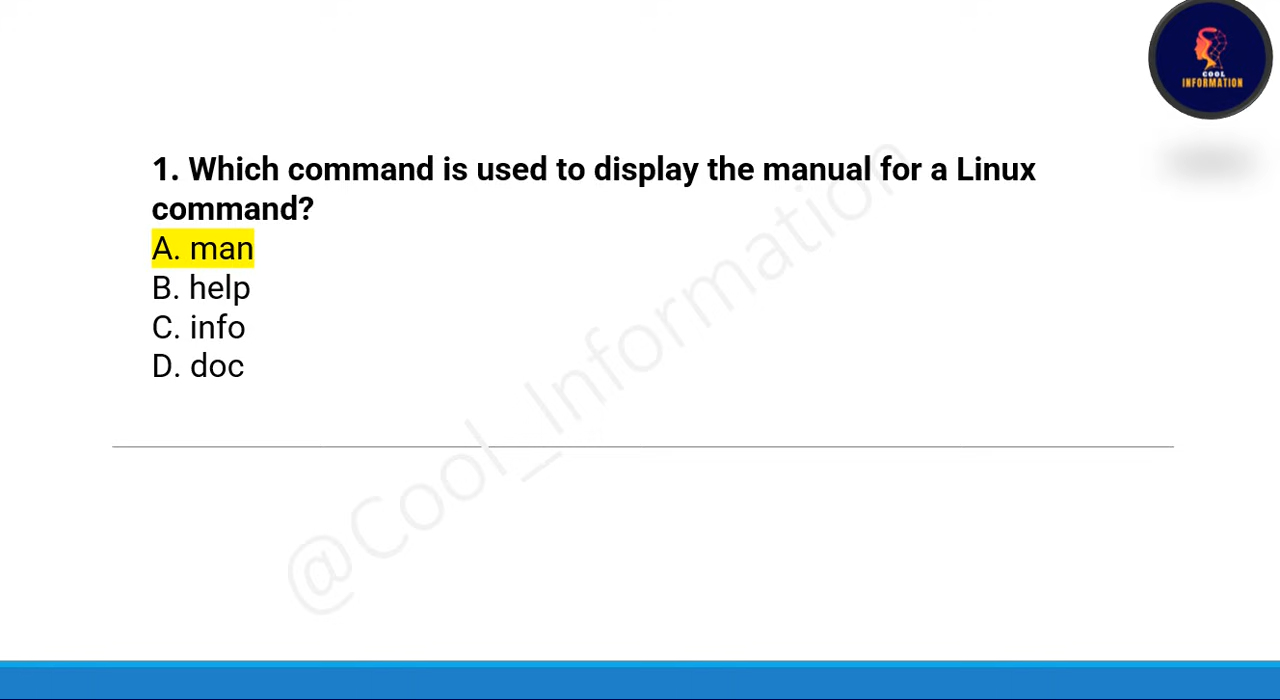 COOL
INFORMATION
1. Which command is used to display the manual for a Linux
command?
A. man
B. help
C. info
D. doc
@Cool_Information